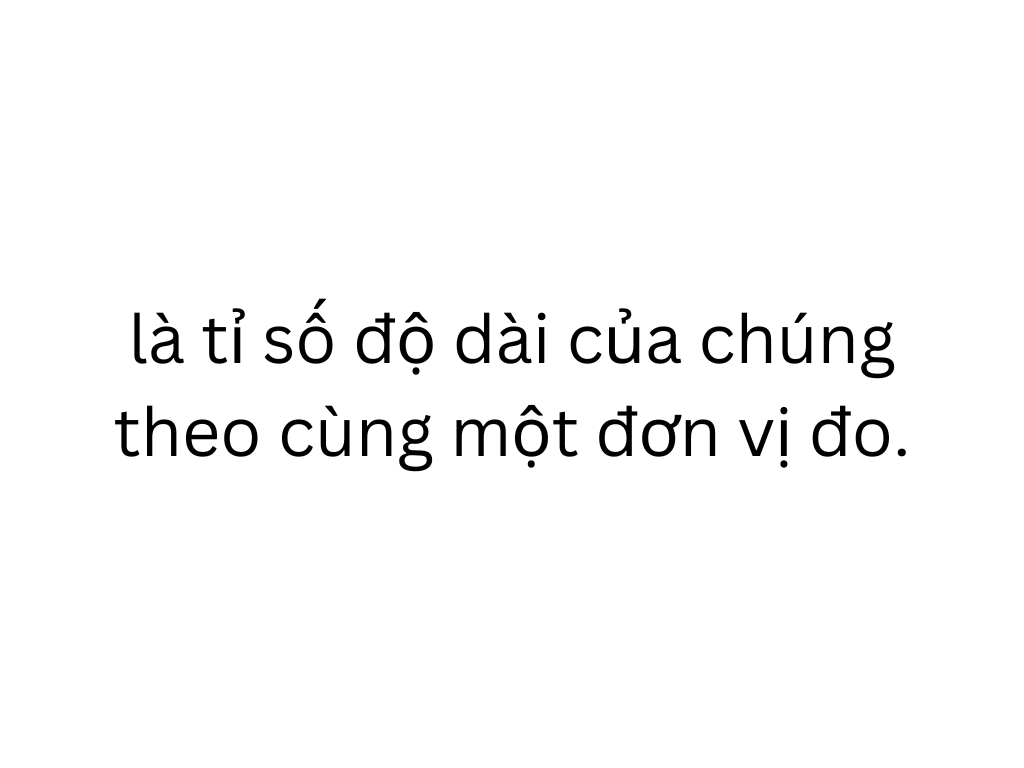 là tỉ số độ dài của chúng
theo cùng một đơn vị đo.